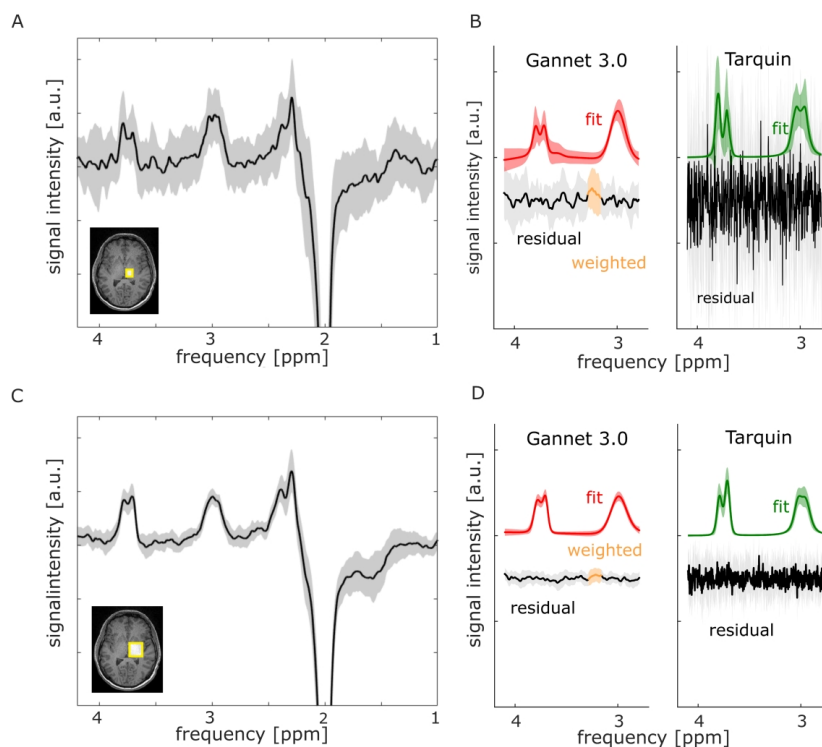 A
signal intensity [a.u.]
4
3
2
1
frequency [ppm]
B
Gannet 3.0
Tarquin
signal intensity [a.u.]
fit
fit
residual
weighted
residual
4
3
4
3
frequency [ppm]
C
signalintensity [a.u.]
4
3
2
1
frequency [ppm]
D
Gannet 3.0
Tarquin
signal intensity [a.u.]
fit
fit
weighted
residual
residual
4
3
4
3
frequency [ppm]